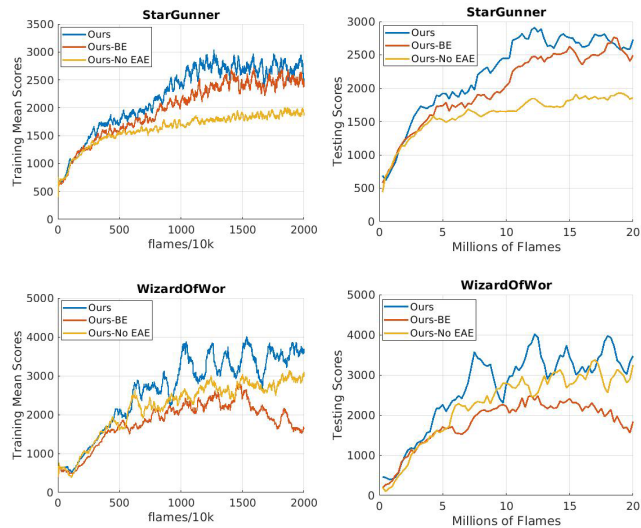 StarGunner
Training Mean Scores
3500
3000
2500
2000
1500
1000
500
0
Ours
Ours-BE
Ours-No EAE
0
500
1000
1500
2000
flames/10k
StarGunner
Testing Scores
3000
2500
2000
1500
1000
500
0
Ours
Ours-BE
Ours-No EAE
0
5
10
15
20
Millions of Flames
WizardOfWor
Training Mean Scores
5000
4000
3000
2000
1000
0
Ours
Ours-BE
Ours-No EAE
0
500
1000
1500
2000
flames/10k
WizardOfWor
Testing Scores
5000
4000
3000
2000
1000
0
Ours
Ours-BE
Ours-No EAE
0
5
10
15
20
Millions of Flames